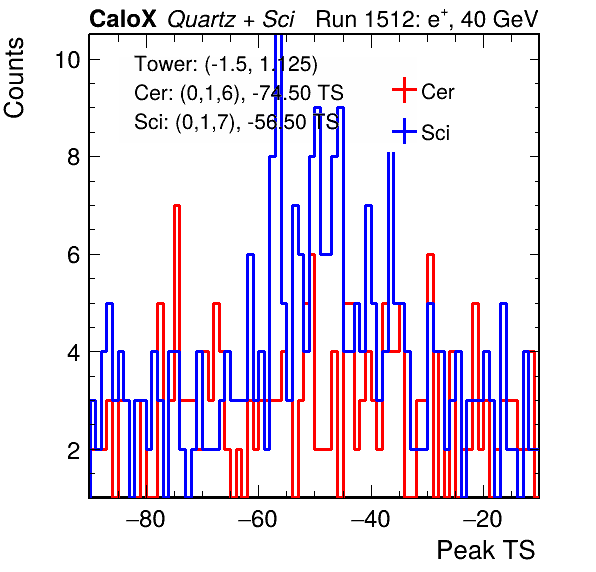 CaloX Quartz + Sci Run 1512: e+, 40 GeV
Counts
Tower: (-1.5, 1.125)
Cer: (0,1,6), -74.50 TS
Sci: (0,1,7), -56.50 TS
Cer
Sci
10
8
6
4
2
−80 −60 −40 −20
Peak TS